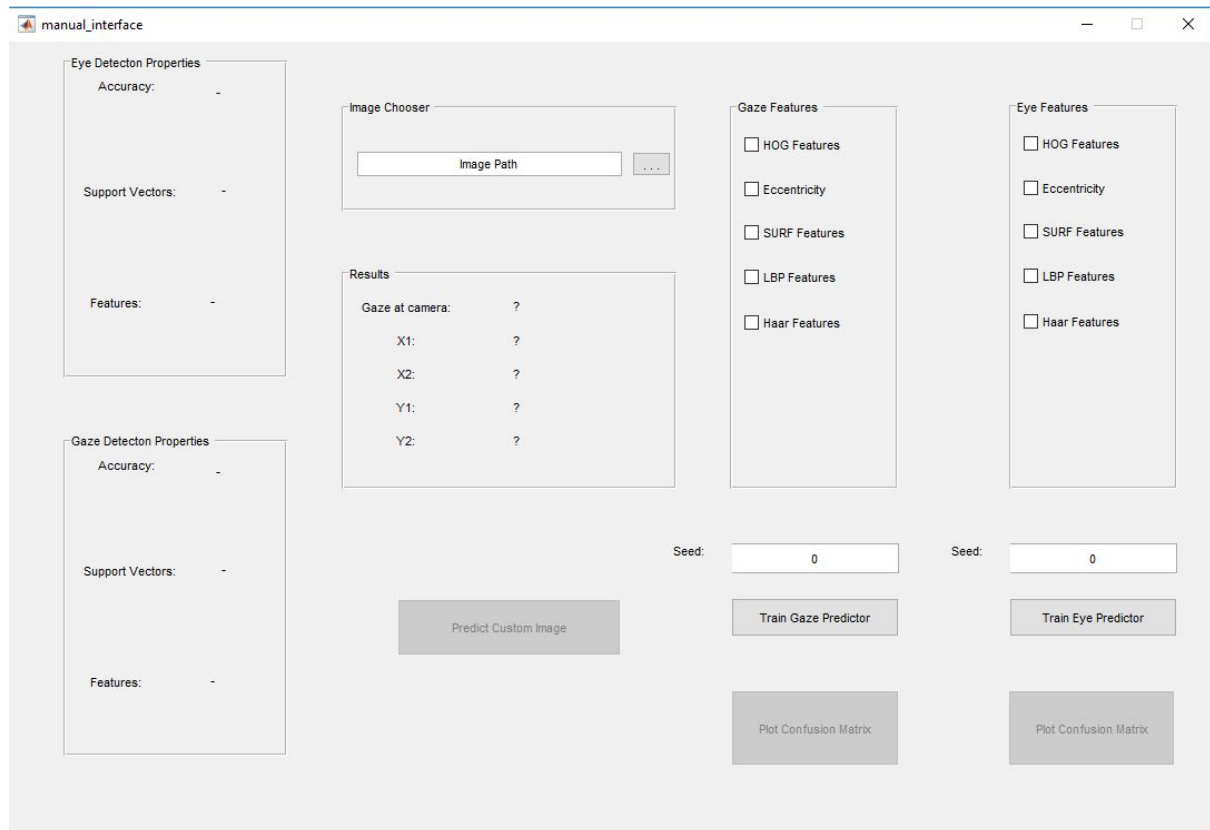 manual_interface
Eye Detecton Properties
Accuracy: -
Support Vectors: -
Features: -
Gaze Detecton Properties
Accuracy: -
Support Vectors: -
Features: -
Image Chooser
Image Path ...
Results
Gaze at camera: ?
X1: ?
X2: ?
Y1: ?
Y2: ?
Predict Custom Image
Gaze Features
HOG Features
Eccentricity
SURF Features
LBP Features
Haar Features
Seed: 0
Train Gaze Predictor
Plot Confusion Matrix
Eye Features
HOG Features
Eccentricity
SURF Features
LBP Features
Haar Features
Seed: 0
Train Eye Predictor
Plot Confusion Matrix